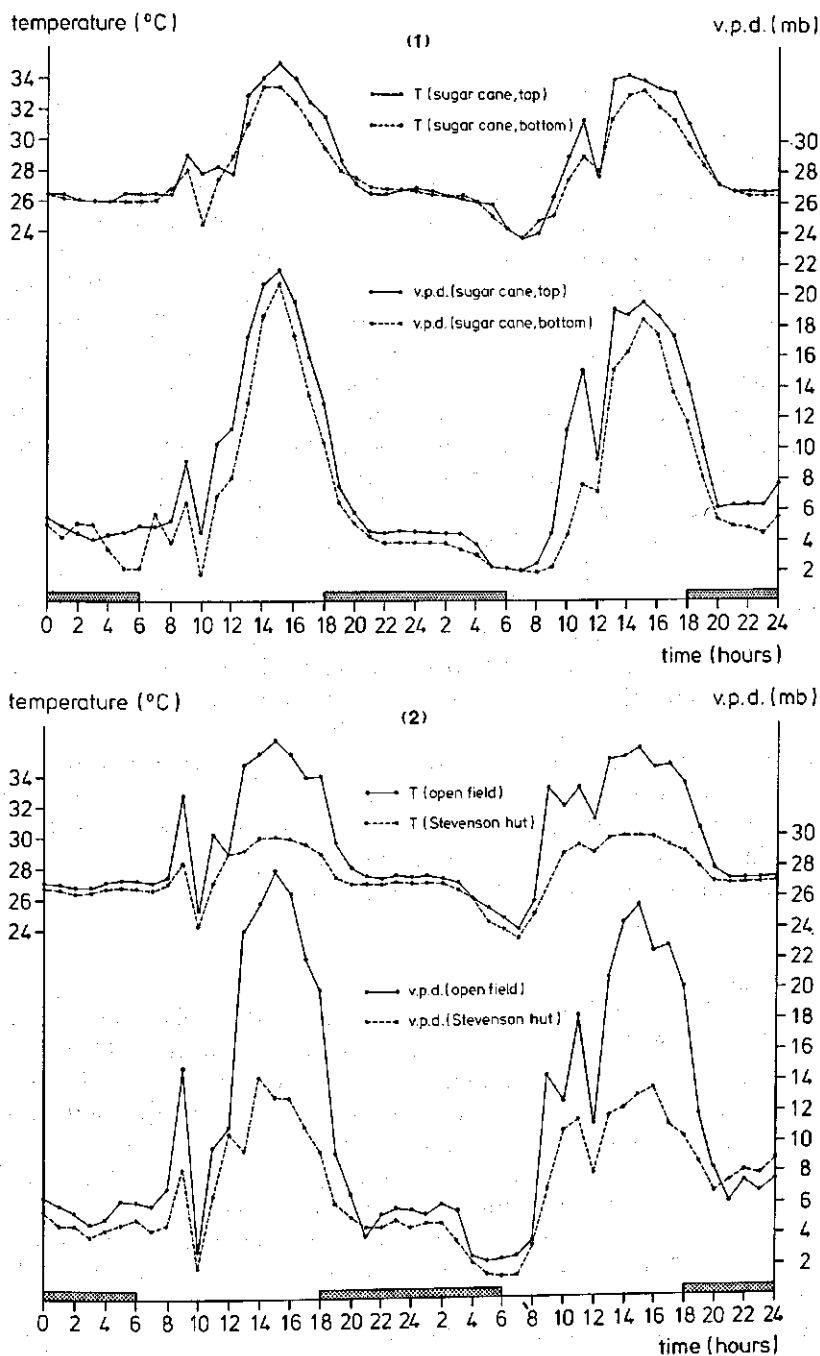 temperature (°C)
(1)
v.p.d. (mb)
T (sugar cane, top)
T (sugar cane, bottom)
34
32
30
28
26
24
30
28
26
24
22
20
18
16
14
12
10
8
6
4
2
v.p.d. (sugar cane, top)
v.p.d. (sugar cane, bottom)
0 2 4 6 8 10 12 14 16 18 20 22 24 2 4 6 8 10 12 14 16 18 20 22 24
time (hours)
temperature (°C)
(2)
v.p.d. (mb)
T (open field)
T (Stevenson hut)
34
32
30
28
26
24
30
28
26
24
22
20
18
16
14
12
10
8
6
4
2
v.p.d. (open field)
v.p.d. (Stevenson hut)
0 2 4 6 8 10 12 14 16 18 20 22 24 2 4 6 8 10 12 14 16 18 20 22 24
time (hours)